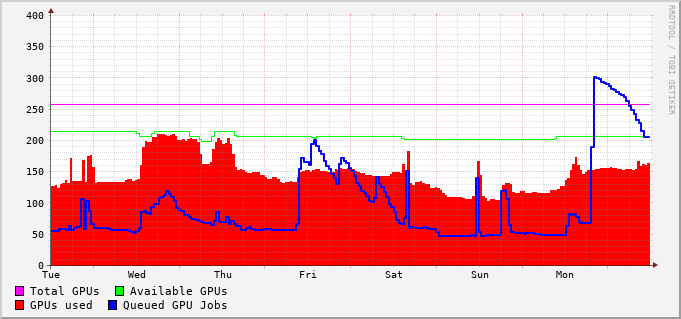 400
350
300
250
200
150
100
50
0
Tue Wed Thu Fri Sat Sun Mon
RRDTOOL / TOBI OETIKER
Total GPUs Available GPUs
GPUs used Queued GPU Jobs